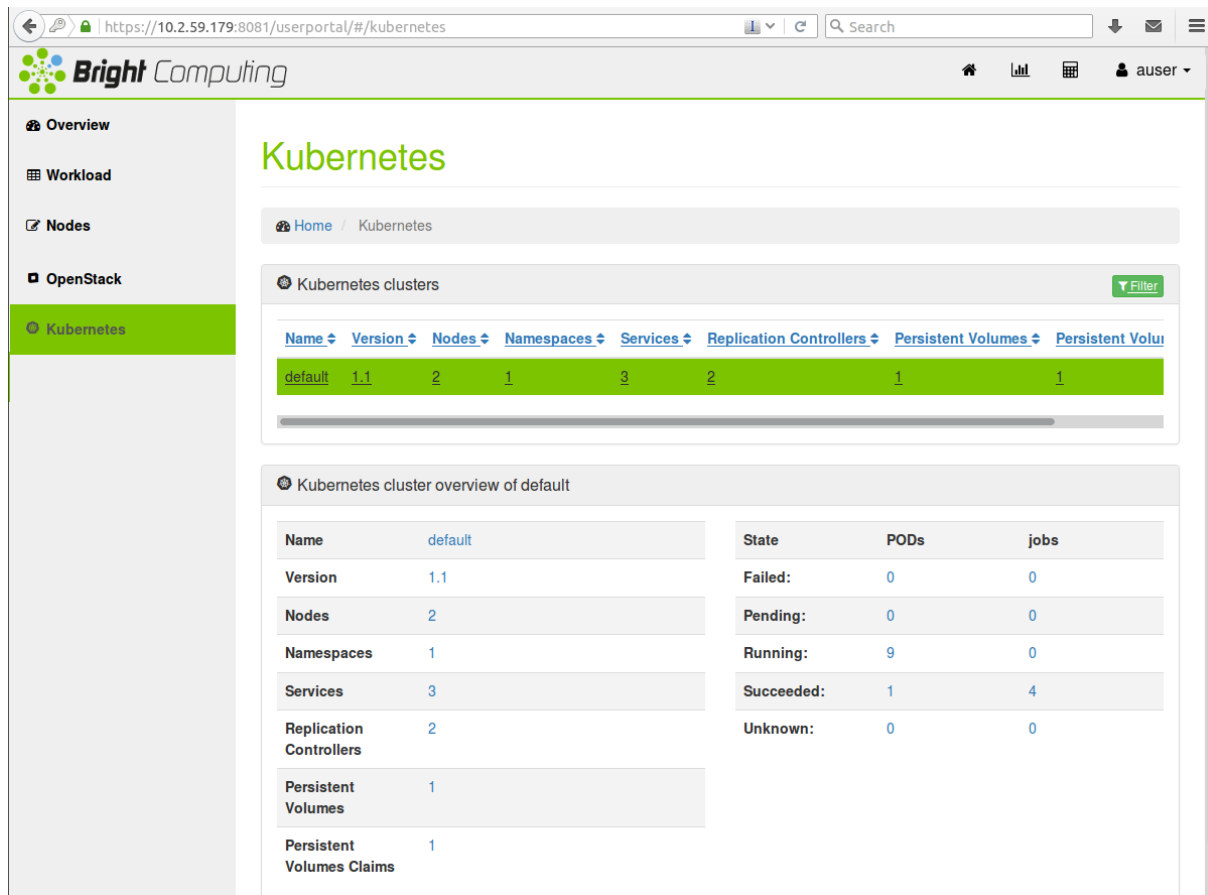 https://10.2.59.179:8081/userportal/#/kubernetes
Search
Bright Computing
auser
Overview
Workload
Nodes
OpenStack
Kubernetes
Kubernetes
Home / Kubernetes
Kubernetes clusters
Filter
Name Version Nodes Namespaces Services Replication Controllers Persistent Volumes Persistent Volu
default 1.1 2 1 3 2 1 1
Kubernetes cluster overview of default
Name default
Version 1.1
Nodes 2
Namespaces 1
Services 3
Replication 2
Controllers
Persistent 1
Volumes
Persistent 1
Volumes Claims
State PODs jobs
Failed: 0 0
Pending: 0 0
Running: 9 0
Succeeded: 1 4
Unknown: 0 0